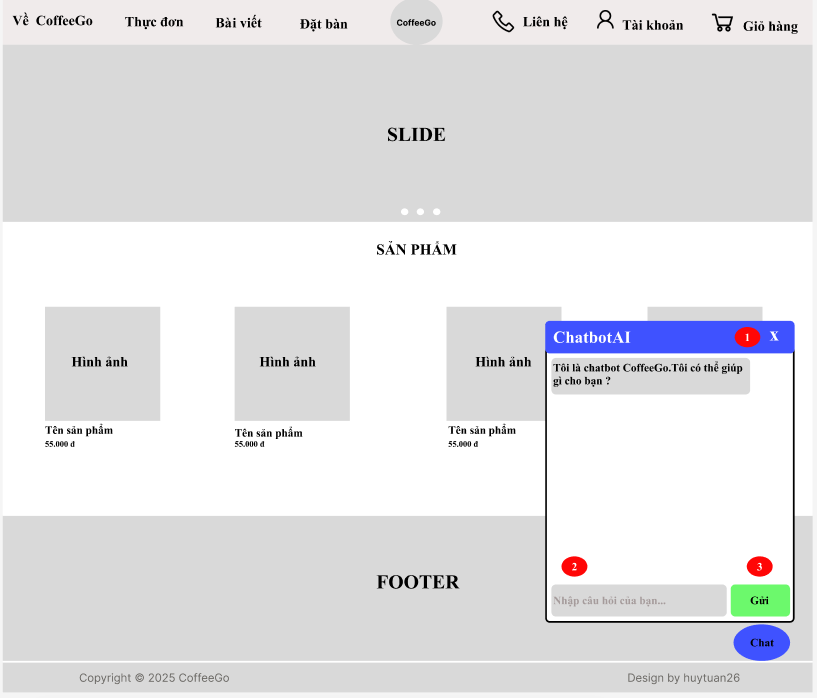 Về CoffeeGo
Thực đơn
Bài viết
Đặt bàn
CoffeeGo
Liên hệ
Tài khoản
Giỏ hàng
SLIDE
SẢN PHẨM
Hình ảnh
Hình ảnh
Hình ảnh
Tên sản phẩm
55.000 đ
Tên sản phẩm
55.000 đ
Tên sản phẩm
55.000 đ
ChatbotAI
1
X
Tôi là chatbot CoffeeGo.Tôi có thể giúp
gì cho bạn ?
2
3
Nhập câu hỏi của bạn...
Gửi
Chat
FOOTER
Copyright © 2025 CoffeeGo
Design by huytuan26